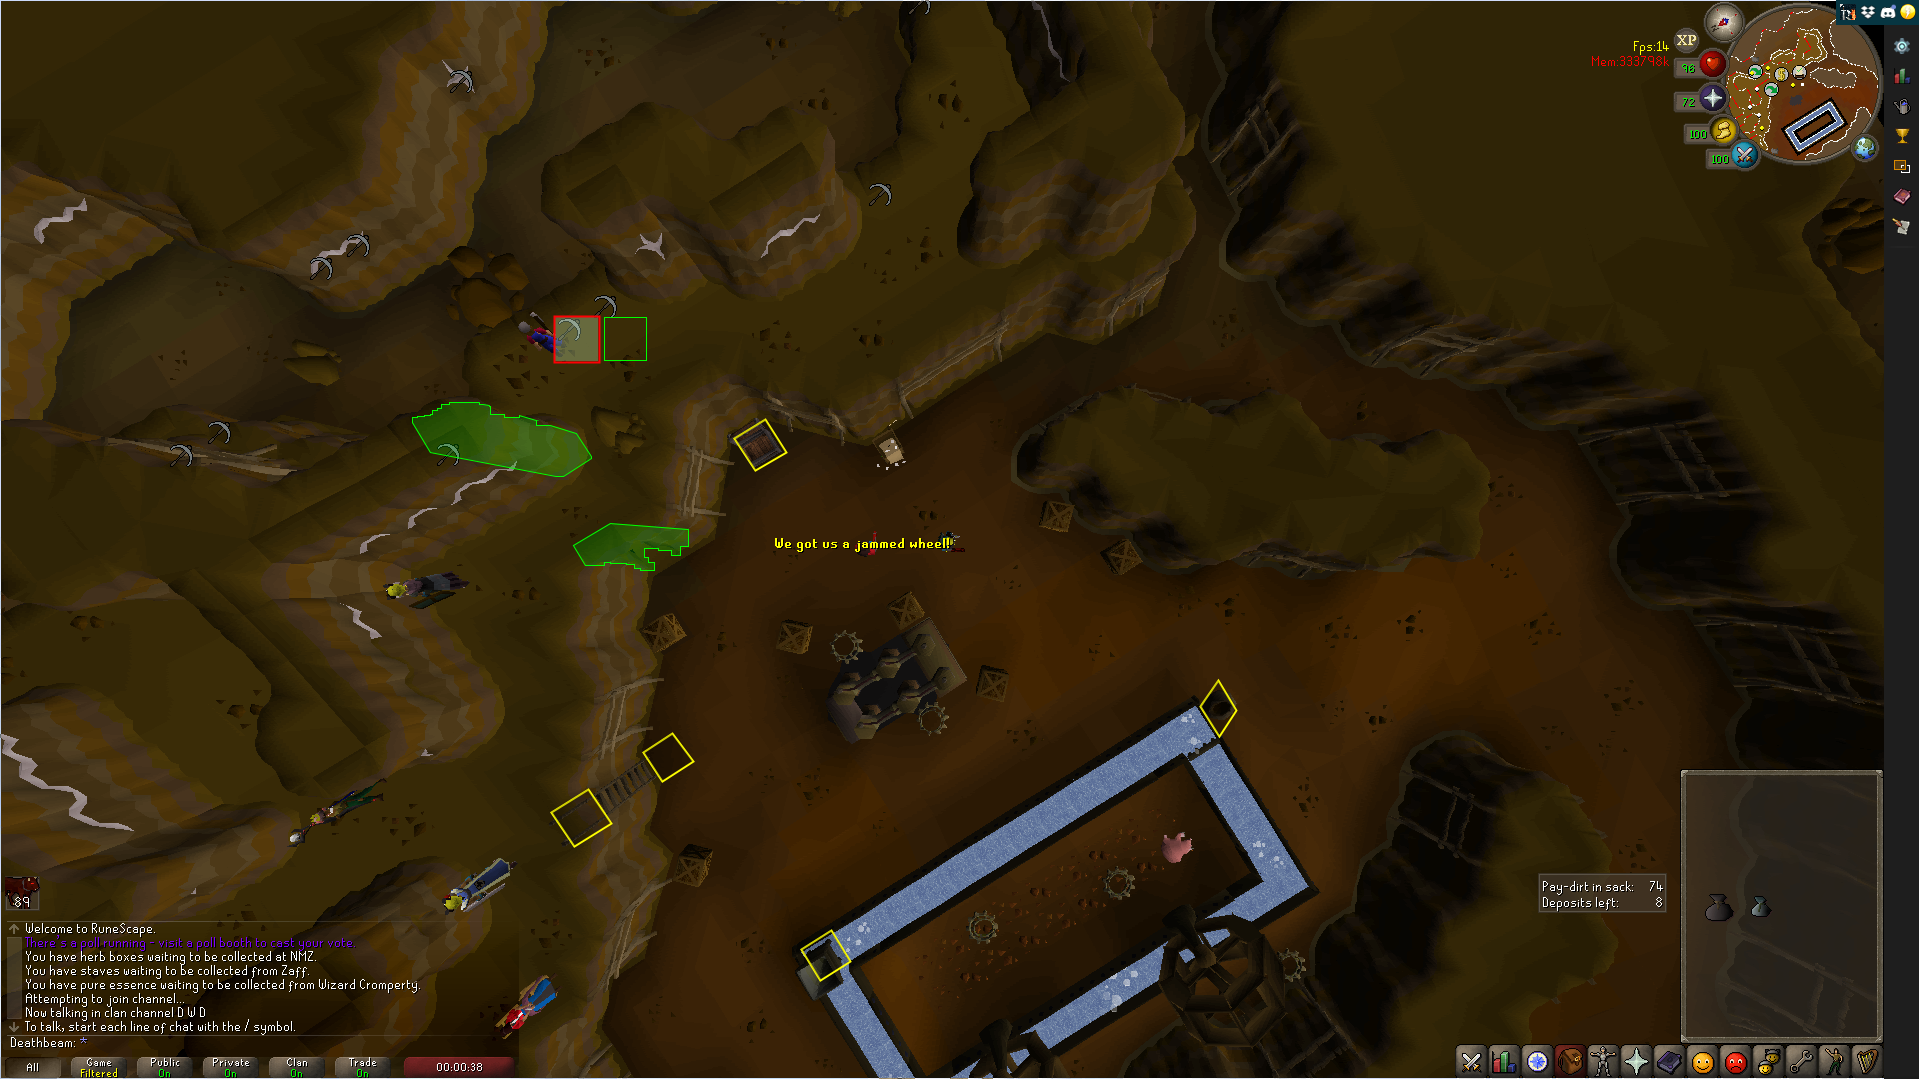 Fps:14
Mem:333798k
XP
96
72
100
100
We got us a jammed wheel!
Pay-dirt in sack: 74
Deposits left: 8
89
Welcome to RuneScape.
There's a poll running - visit a poll booth to cast your vote.
You have herb boxes waiting to be collected at NMZ.
You have staves waiting to be collected from Zaff.
You have pure essence waiting to be collected from Wizard Cromperty.
Attempting to join channel...
Now talking in clan channel D W D
To talk, start each line of chat with the / symbol.
Deathbeam: *
All
Game
Filtered
Public
On
Private
On
Clan
On
Trade
On
00:00:38